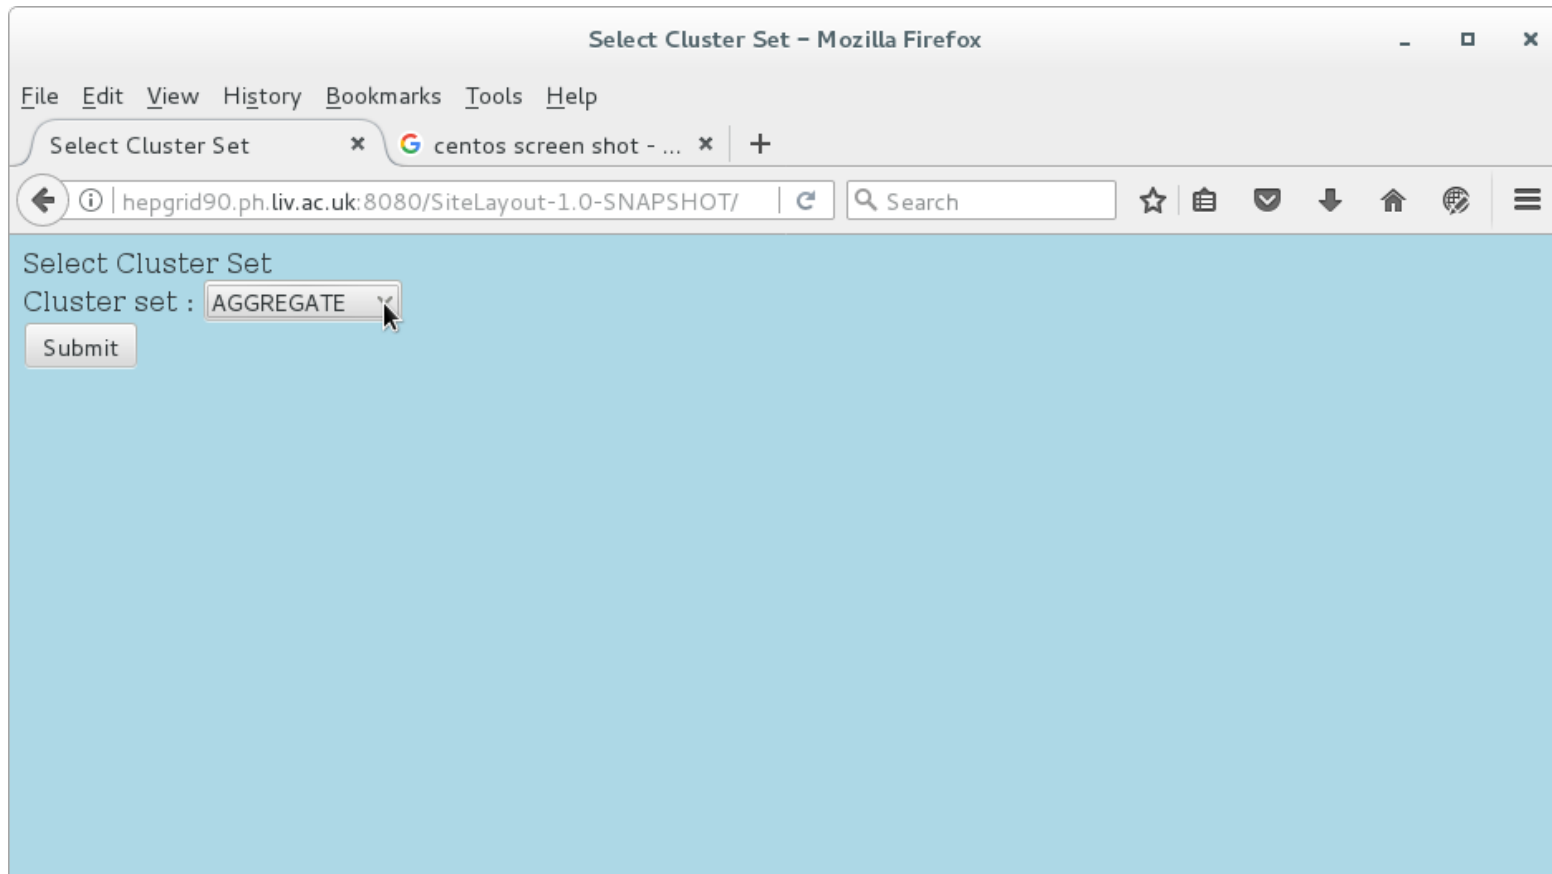 Select Cluster Set – Mozilla Firefox
File Edit View History Bookmarks Tools Help
Select Cluster Set centos screen shot - ...
hepgrid90.ph.liv.ac.uk:8080/SiteLayout-1.0-SNAPSHOT/ Search
Select Cluster Set
Cluster set : AGGREGATE
Submit